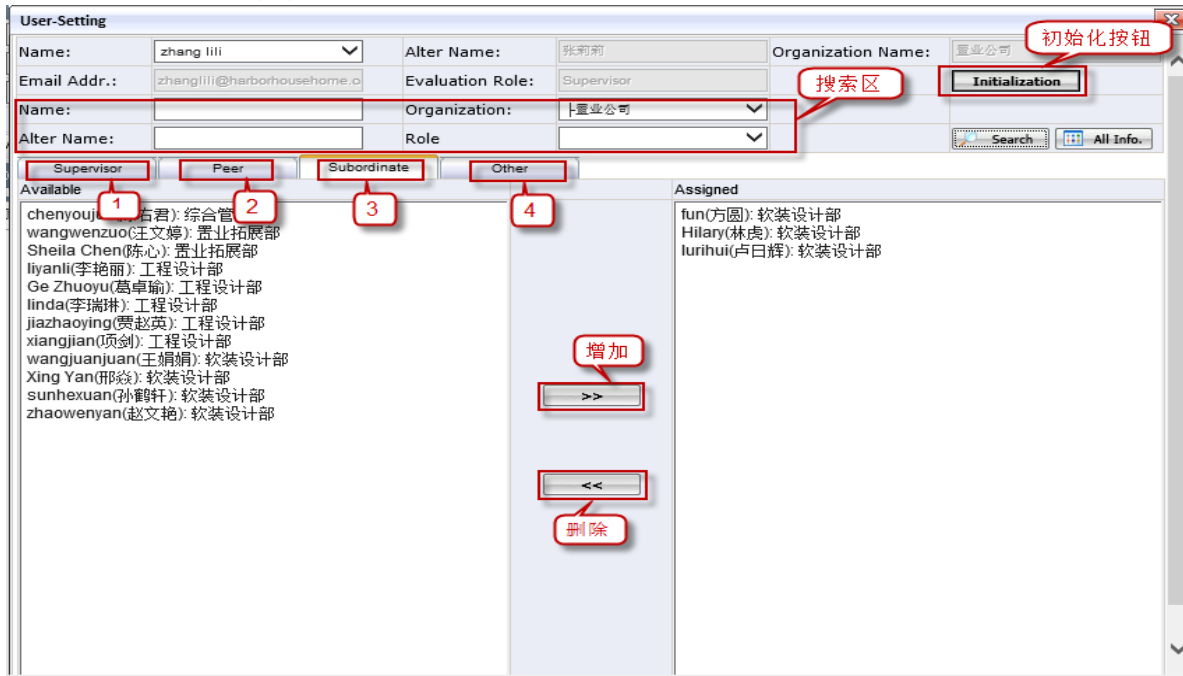 User-Setting
初始化按钮
Name: zhang lili Alter Name: 张莉莉 Organization Name: 置业公司
Email Addr.: zhanglili@harborhousehome.o Evaluation Role: Supervisor Initialization
搜索区
Name: Organization: ├置业公司
Alter Name: Role Search All Info.
Supervisor Peer Subordinate Other
1 2 3 4
Available Assigned
chenyouj 右君): 综合管
wangwenzuo(汪文婷): 置业拓展部
Sheila Chen(陈心): 置业拓展部
liyanli(李艳丽): 工程设计部
Ge Zhuoyu(葛卓瑜): 工程设计部
linda(李瑞琳): 工程设计部
jiazhaoying(贾赵英): 工程设计部
xiangjian(项剑): 工程设计部
wangjuanjuan(王娟娟): 软装设计部
Xing Yan(邢焱): 软装设计部
sunhexuan(孙鹤轩): 软装设计部
zhaowenyan(赵文艳): 软装设计部
fun(方圆): 软装设计部
Hilary(林虎): 软装设计部
lurihui(卢日辉): 软装设计部
增加
>>
<<
删除